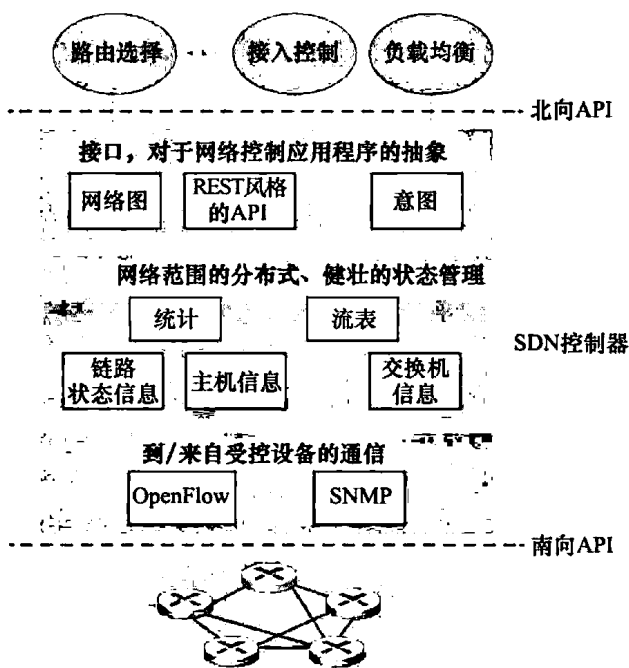 路由选择 ... 接入控制 负载均衡
北向API
接口，对于网络控制应用程序的抽象
网络图 REST风格的API 意图
网络范围的分布式、健壮的状态管理
统计 流表
SDN控制器
链路状态信息 主机信息 交换机信息
到/来自受控设备的通信
OpenFlow SNMP
南向API